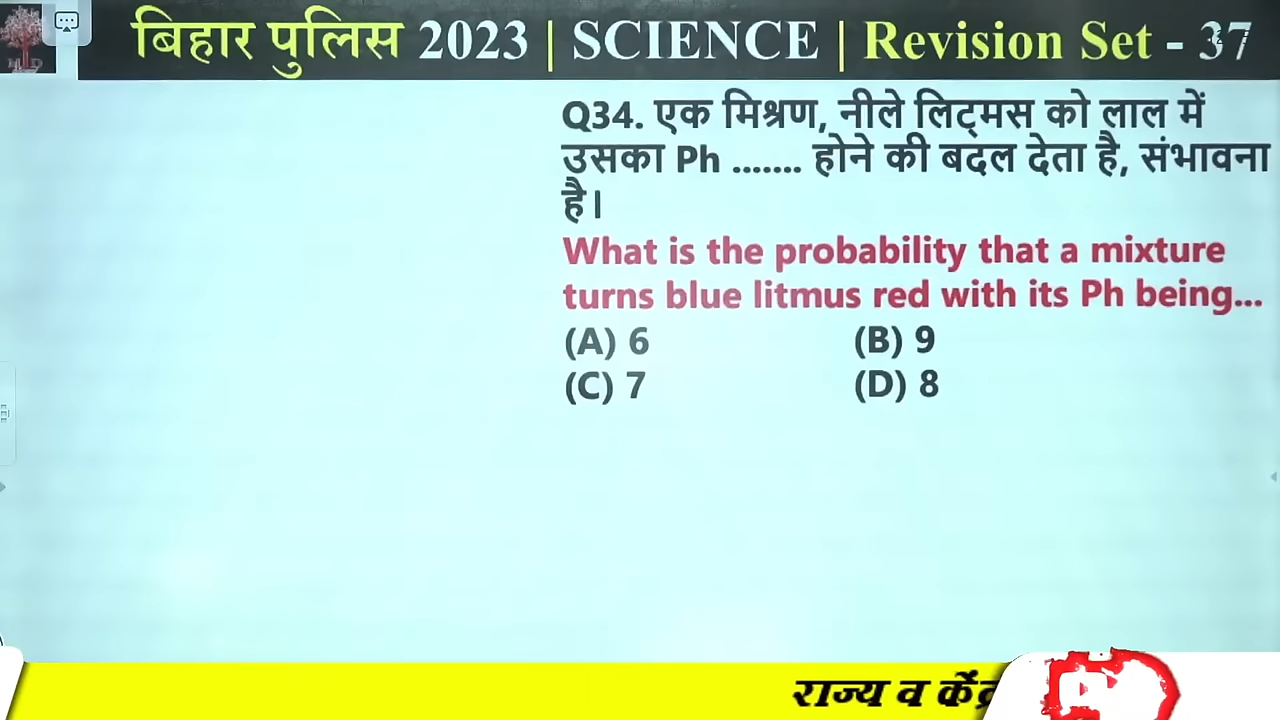 बिहार पुलिस 2023 | SCIENCE | Revision Set - 37
Q34. एक मिश्रण, नीले लिट्मस को लाल में
उसका Ph ....... होने की बदल देता है, संभावना
है।
What is the probability that a mixture
turns blue litmus red with its Ph being...
(A) 6 (B) 9
(C) 7 (D) 8
राज्य व